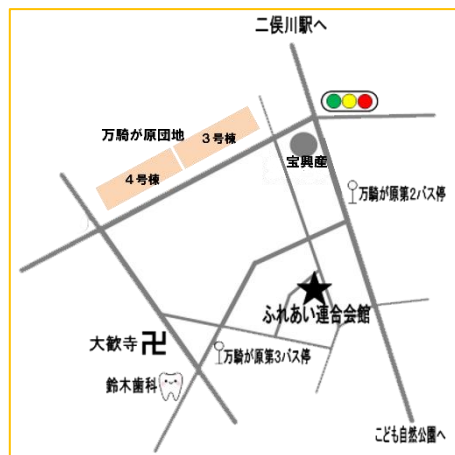 二俣川駅へ
万騎が原団地
3号棟
4号棟
宝興産
万騎が原第2バス停
ふれあい連合会館
大歓寺
万騎が原第3バス停
鈴木歯科
こども自然公園へ